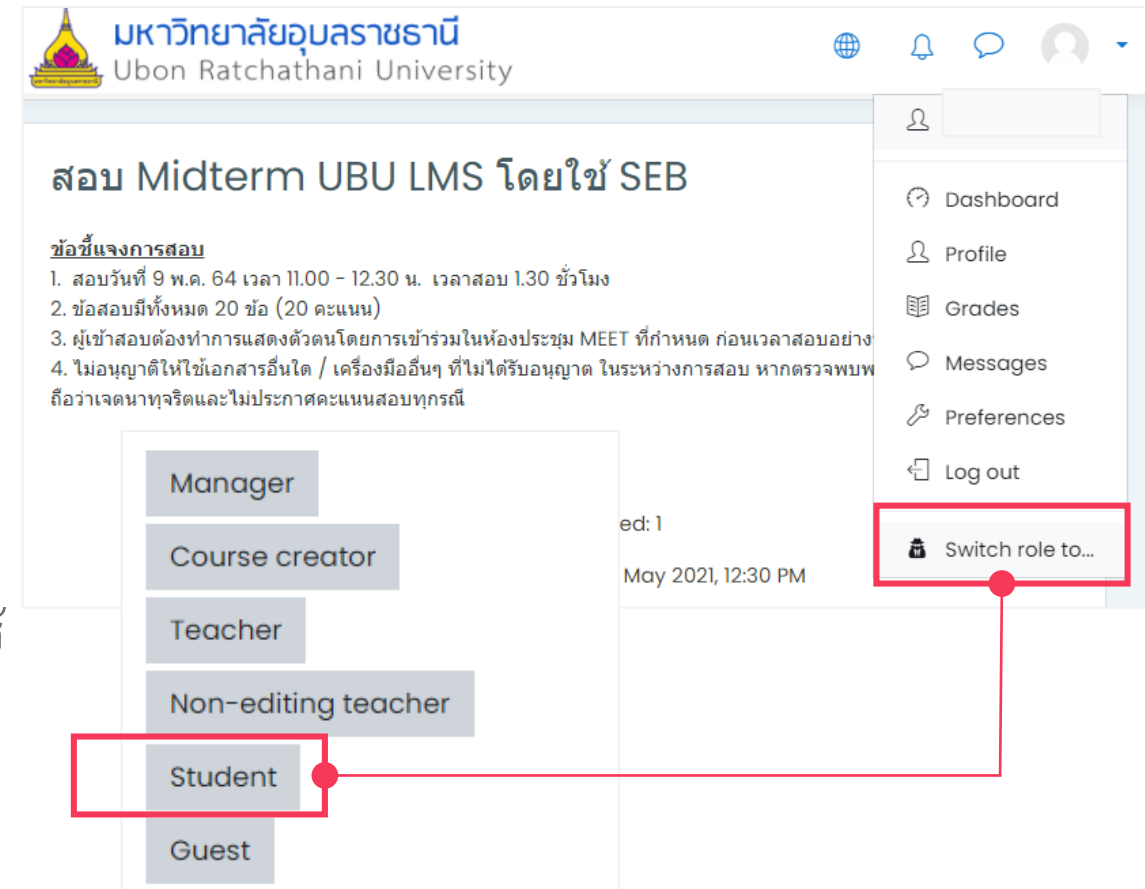 มหาวิทยาลัยอุบลราชธานี
Ubon Ratchathani University
สอบ Midterm UBU LMS โดยใช้ SEB
ข้อชี้แจงการสอบ
1. สอบวันที่ 9 พ.ค. 64 เวลา 11.00 - 12.30 น. เวลาสอบ 1.30 ชั่วโมง
2. ข้อสอบมีทั้งหมด 20 ข้อ (20 คะแนน)
3. ผู้เข้าสอบต้องทำการแสดงตัวตนโดยการเข้าร่วมในห้องประชุม MEET ที่กำหนด ก่อนเวลาสอบอย่าง
4. ไม่อนุญาติให้ใช้เอกสารอื่นใด / เครื่องมืออื่นๆ ที่ไม่ได้รับอนุญาต ในระหว่างการสอบ หากตรวจพบพ
ถือว่าเจตนาทุจริตและไม่ประกาศคะแนนสอบทุกรณี
ed: 1
May 2021, 12:30 PM
Dashboard
Profile
Grades
Messages
Preferences
Log out
Switch role to...
Manager
Course creator
Teacher
Non-editing teacher
Student
Guest